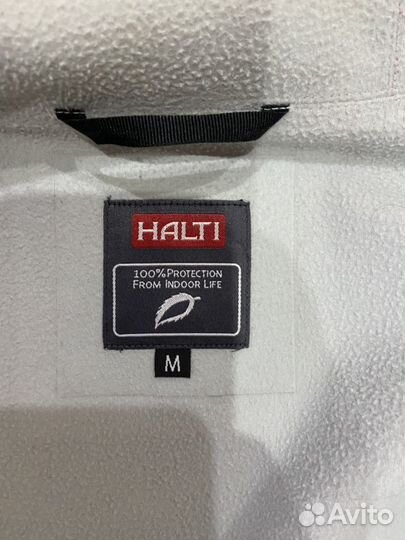 HALTI
100% PROTECTION
FROM INDOOR LIFE
M
Avito